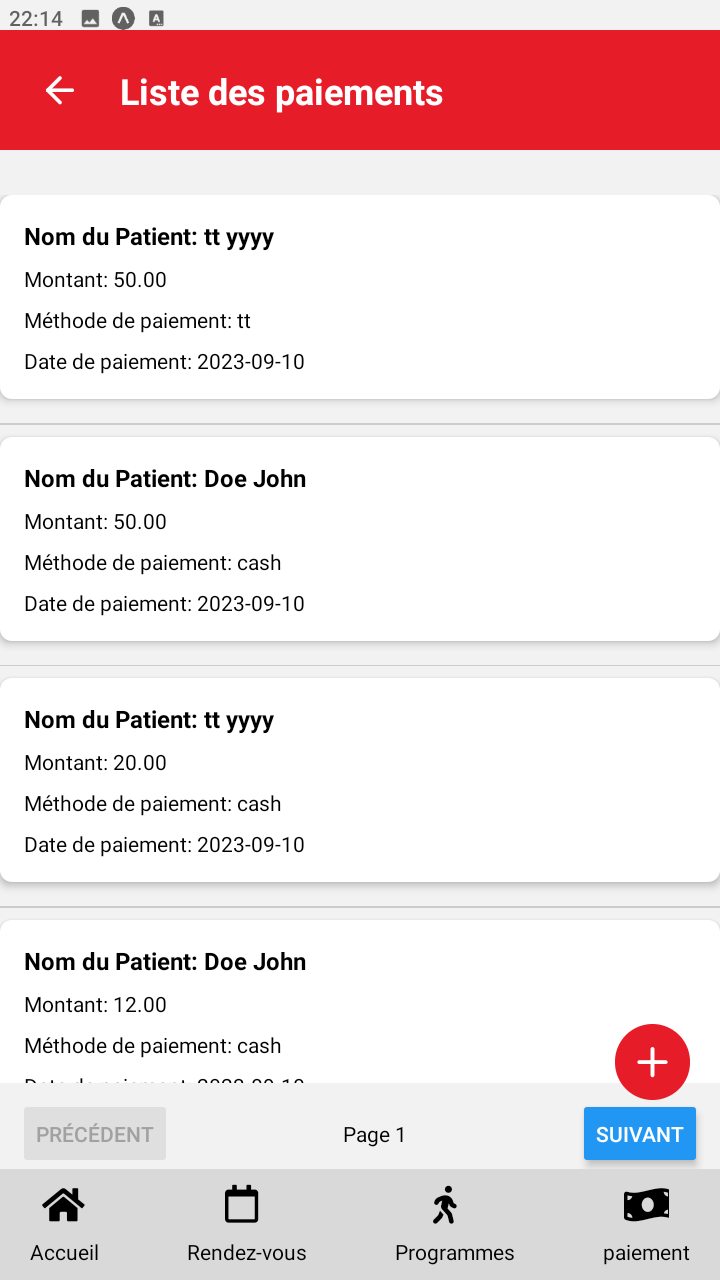 22:14
Liste des paiements
Nom du Patient: tt yyyy
Montant: 50.00
Méthode de paiement: tt
Date de paiement: 2023-09-10
Nom du Patient: Doe John
Montant: 50.00
Méthode de paiement: cash
Date de paiement: 2023-09-10
Nom du Patient: tt yyyy
Montant: 20.00
Méthode de paiement: cash
Date de paiement: 2023-09-10
Nom du Patient: Doe John
Montant: 12.00
Méthode de paiement: cash
Date de paiement:
PRÉCÉDENT Page 1 SUIVANT
Accueil Rendez-vous Programmes paiement